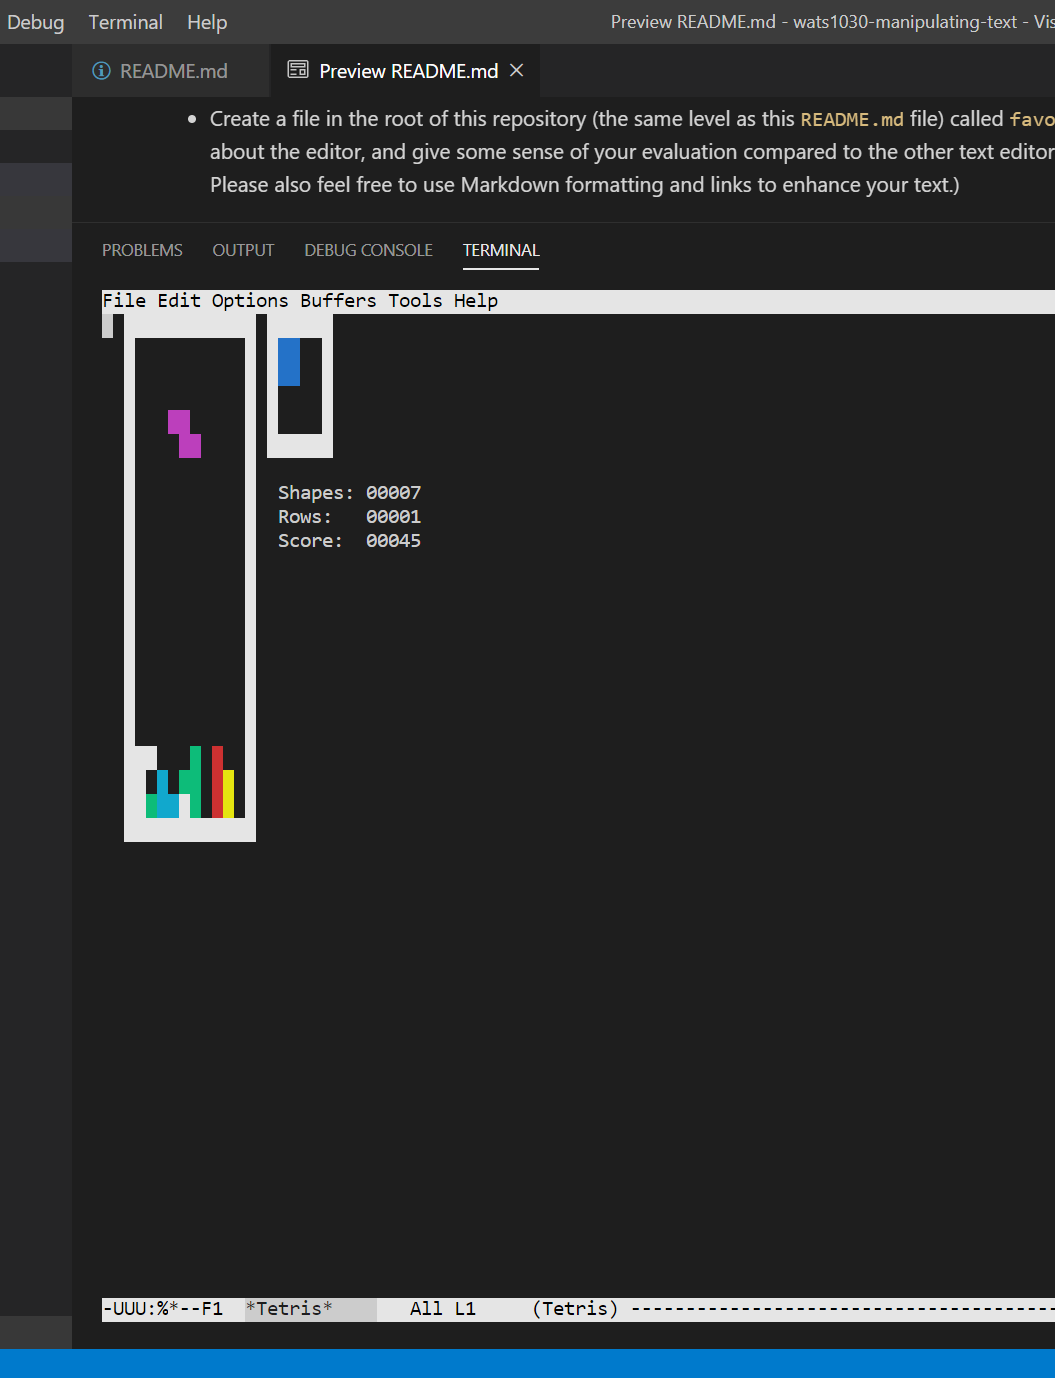 Debug Terminal Help Preview README.md - wats1030-manipulating-text - Vis
README.md Preview README.md
Create a file in the root of this repository (the same level as this README.md file) called favo
about the editor, and give some sense of your evaluation compared to the other text editor
Please also feel free to use Markdown formatting and links to enhance your text.)
PROBLEMS OUTPUT DEBUG CONSOLE TERMINAL
File Edit Options Buffers Tools Help
Shapes: 00007
Rows: 00001
Score: 00045
-UUU:%*--F1 *Tetris* All L1 (Tetris) ---------------------------------------